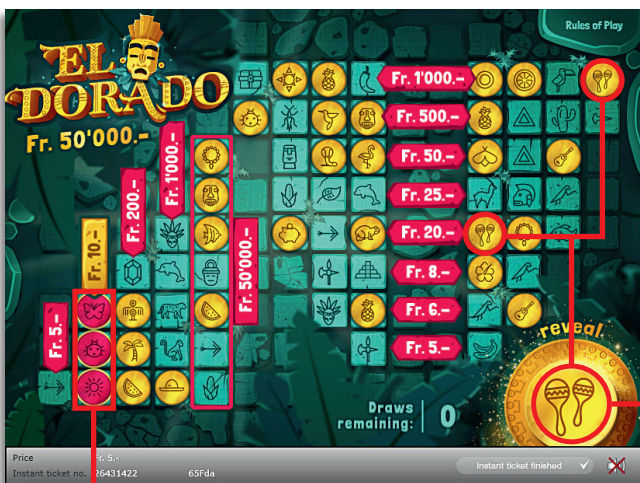 Rules of Play
EL
DORADO
Fr. 50'000.-
Fr. 1'000.-
Fr. 500.-
Fr. 50.-
Fr. 25.-
Fr. 20.-
Fr. 8.-
Fr. 6.-
Fr. 5.-
Fr. 5.-
Fr. 10.-
Fr. 200.-
Fr. 1'000.-
Fr. 50'000.-
reveal
Draws
remaining: 0
Price Fr. 5.-
Instant ticket no. 26431422 65Fda
Instant ticket finished